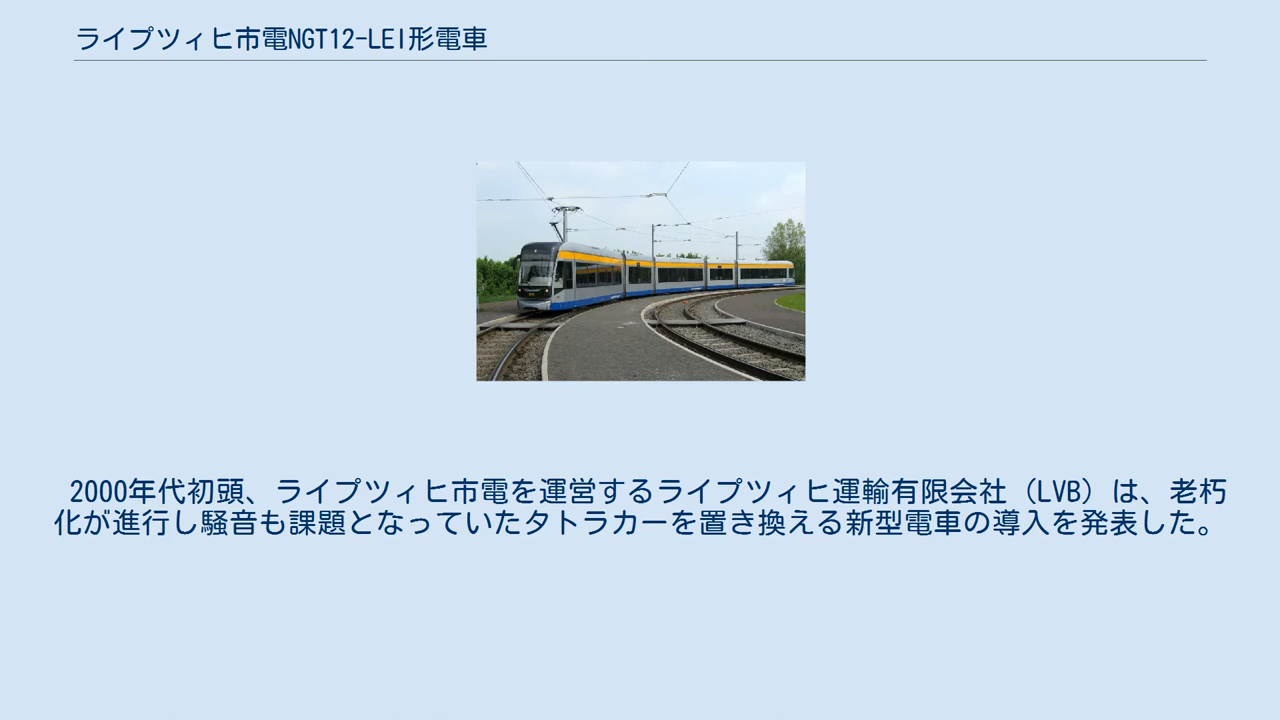 ライプツィヒ市電NGT12-LEI形電車
2000年代初頭、ライプツィヒ市電を運営するライプツィヒ運輸有限会社（LVB）は、老朽
化が進行し騒音も課題となっていたタトラカーを置き換える新型電車の導入を発表した。